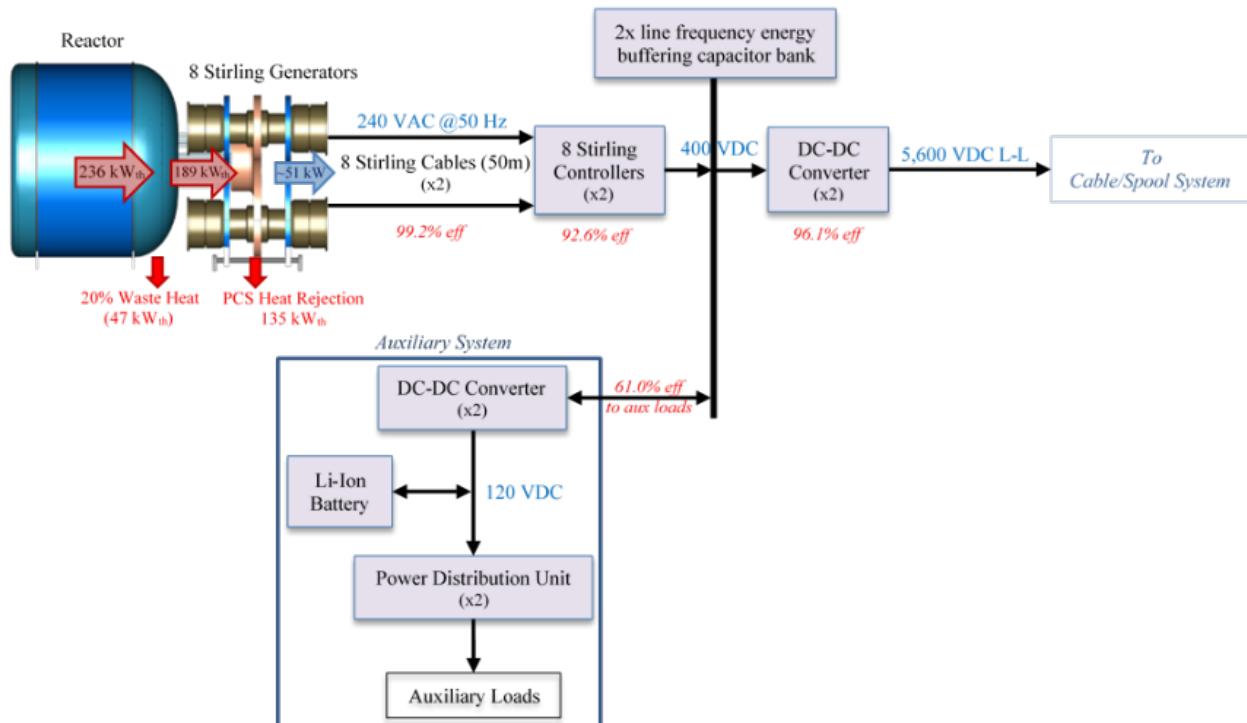 Reactor
8 Stirling Generators
236 kWth
189 kWth
~51 kW
20% Waste Heat
(47 kWth)
PCS Heat Rejection
135 kWth
240 VAC @50 Hz
8 Stirling Cables (50m)
(x2)
99.2% eff
8 Stirling
Controllers
(x2)
92.6% eff
2x line frequency energy
buffering capacitor bank
400 VDC
DC-DC
Converter
(x2)
96.1% eff
5,600 VDC L-L
To
Cable/Spool System
Auxiliary System
DC-DC Converter
(x2)
61.0% eff
to aux loads
Li-Ion
Battery
120 VDC
Power Distribution Unit
(x2)
Auxiliary Loads